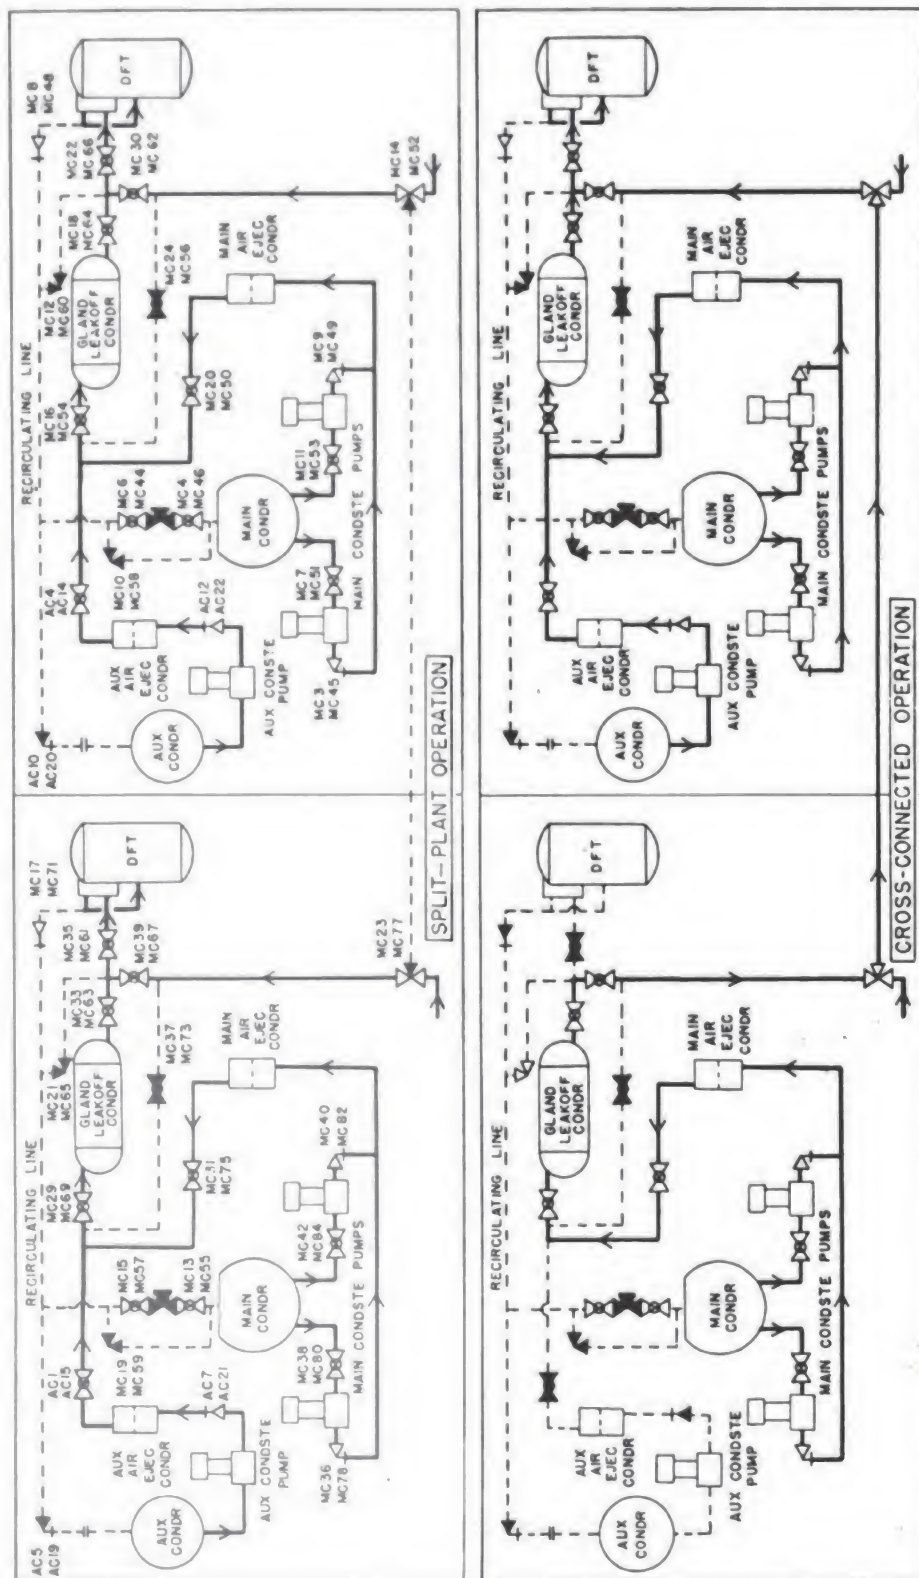 AC5
AC19
RECIRCULATING LINE
MC17
MC71
AC1
AC15
MC29
MC69
MC21
MC65
MC33
MC63
MC35
MC61
GLAND
LEAKOFF
CONDR
DFT
MC19
MC59
MC15
MC57
MC39
MC67
AUX
AIR
EJEC
CONDR
MC13
MC55
MC37
MC73
AUX
CONDR
AC7
AC21
MC31
MC75
MAIN
CONDR
MAIN
AIR
EJEC
CONDR
AUX CONDSTE
PUMP
MC38
MC80
MC42
MC84
MC40
MC82
MC36
MC78
MAIN CONDSTE PUMPS
MC23
MC77
AC10
AC20
RECIRCULATING LINE
MC8
MC48
AC4
AC14
MC16
MC54
MC12
MC60
MC18
MC64
MC22
MC66
GLAND
LEAKOFF
CONDR
DFT
MC10
MC58
MC6
MC44
MC30
MC62
AUX
AIR
EJEC
CONDR
MC4
MC46
MC24
MC56
AUX
CONDR
AC12
AC22
MC20
MC50
MAIN
CONDR
MAIN
AIR
EJEC
CONDR
AUX CONSTE
PUMP
MC7
MC51
MC11
MC53
MC9
MC49
MC3
MC45
MAIN CONDSTE PUMPS
MC14
MC52
SPLIT-PLANT OPERATION
RECIRCULATING LINE
GLAND
LEAKOFF
CONDR
DFT
AUX
AIR
EJEC
CONDR
AUX
CONDR
MAIN
CONDR
MAIN
AIR
EJEC
CONDR
AUX CONDSTE
PUMP
MAIN CONDSTE PUMPS
RECIRCULATING LINE
GLAND
LEAKOFF
CONDR
DFT
AUX
AIR
EJEC
CONDR
AUX
CONDR
MAIN
CONDR
MAIN
AIR
EJEC
CONDR
AUX CONDSTE
PUMP
MAIN CONDSTE PUMPS
CROSS-CONNECTED OPERATION